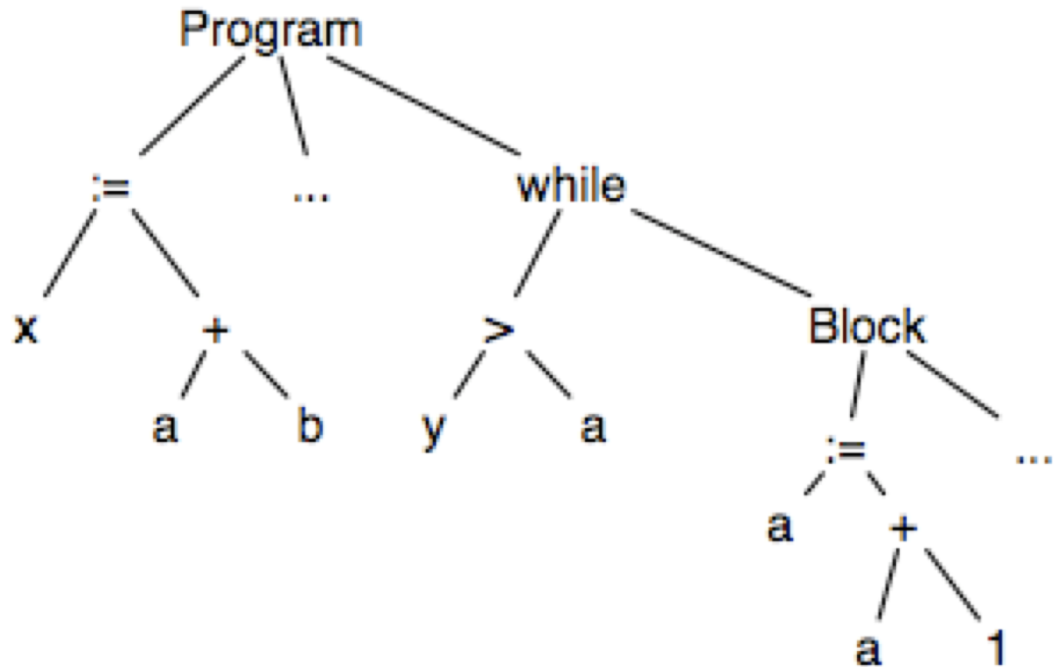 Program
:= ... while
x + > Block
a b y a
:= ...
a +
a 1